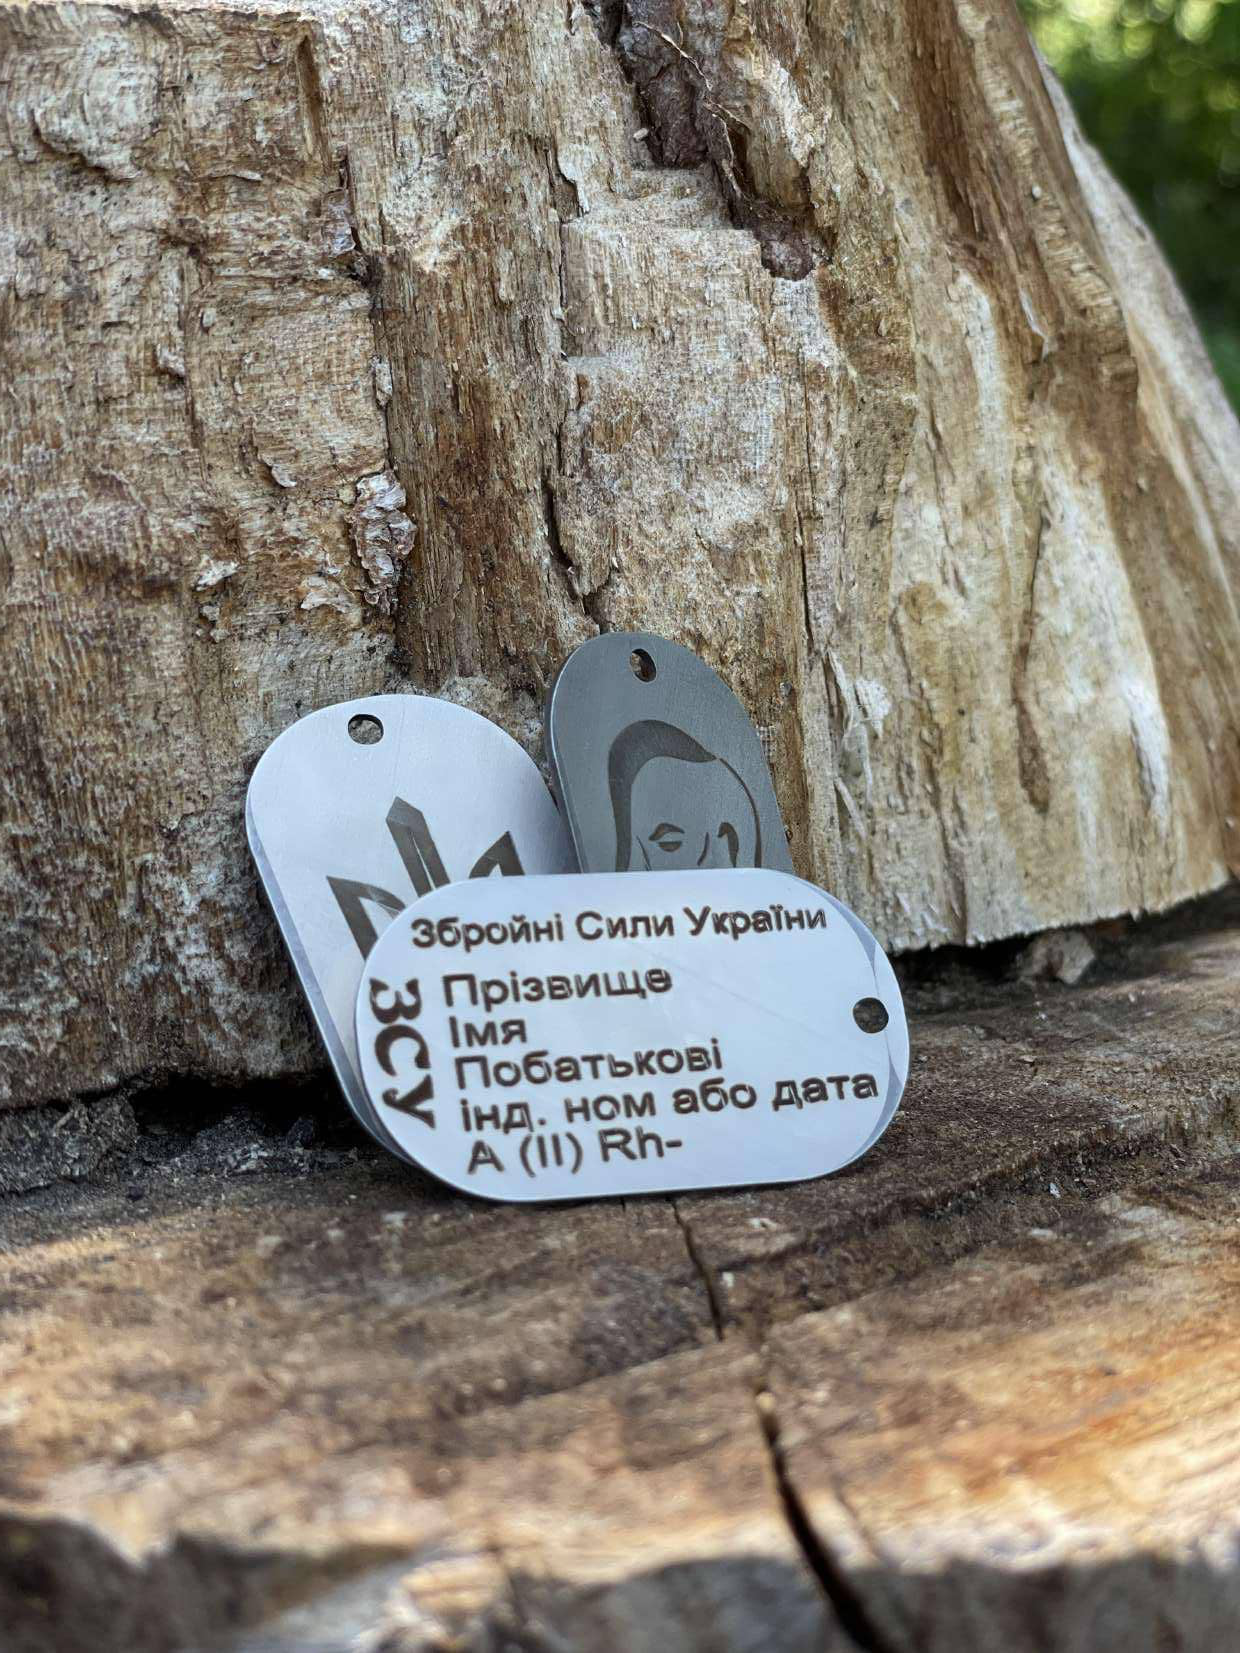 Збройні Сили України
ЗСУ
Прізвище
Імя
Побатькові
інд. ном або дата
А (II) Rh-